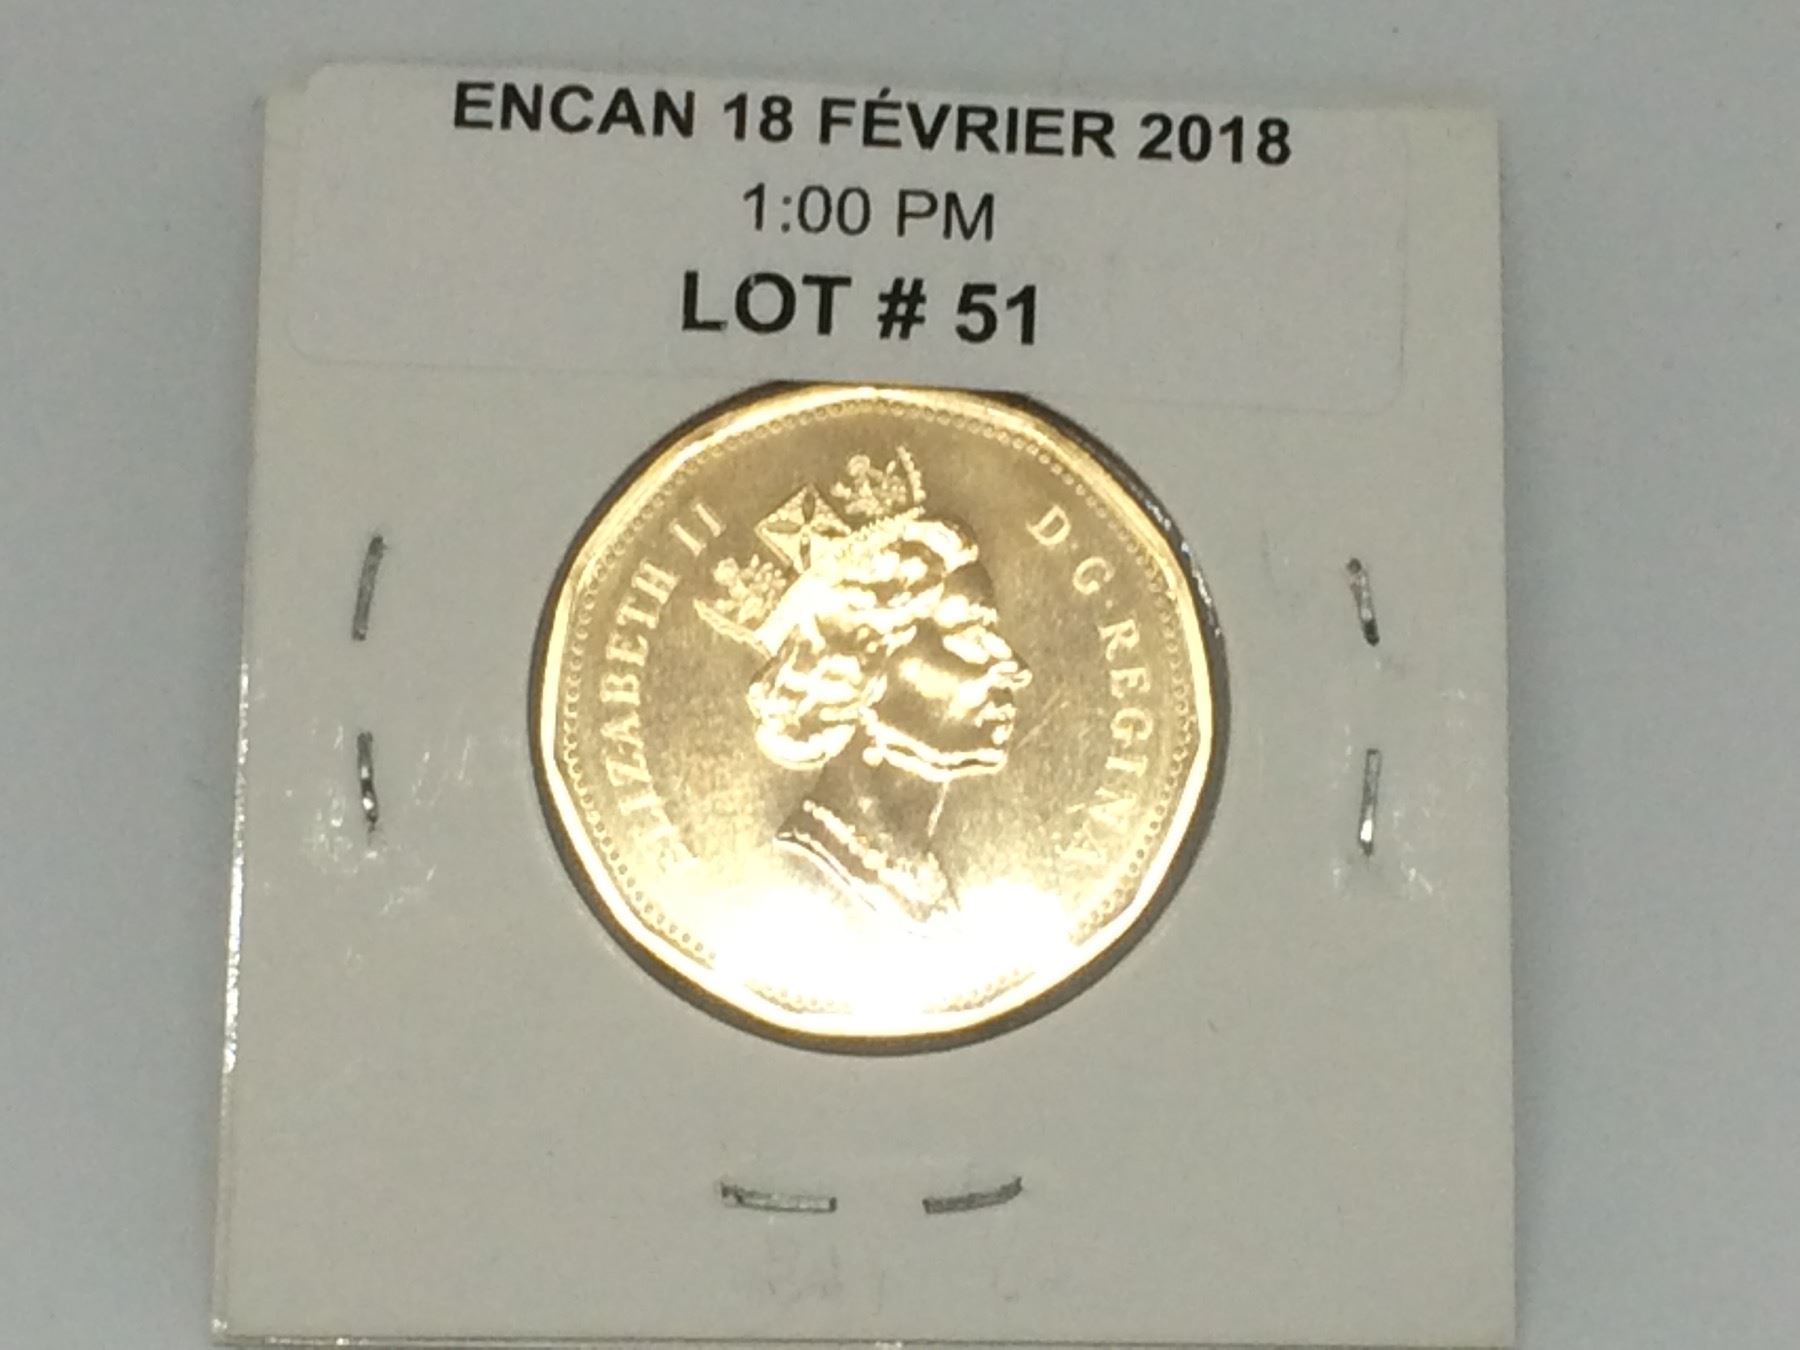 ENCAN 18 FÉVRIER 2018
1:00 PM
LOT # 51
ELIZABETH II D·G·REGINA